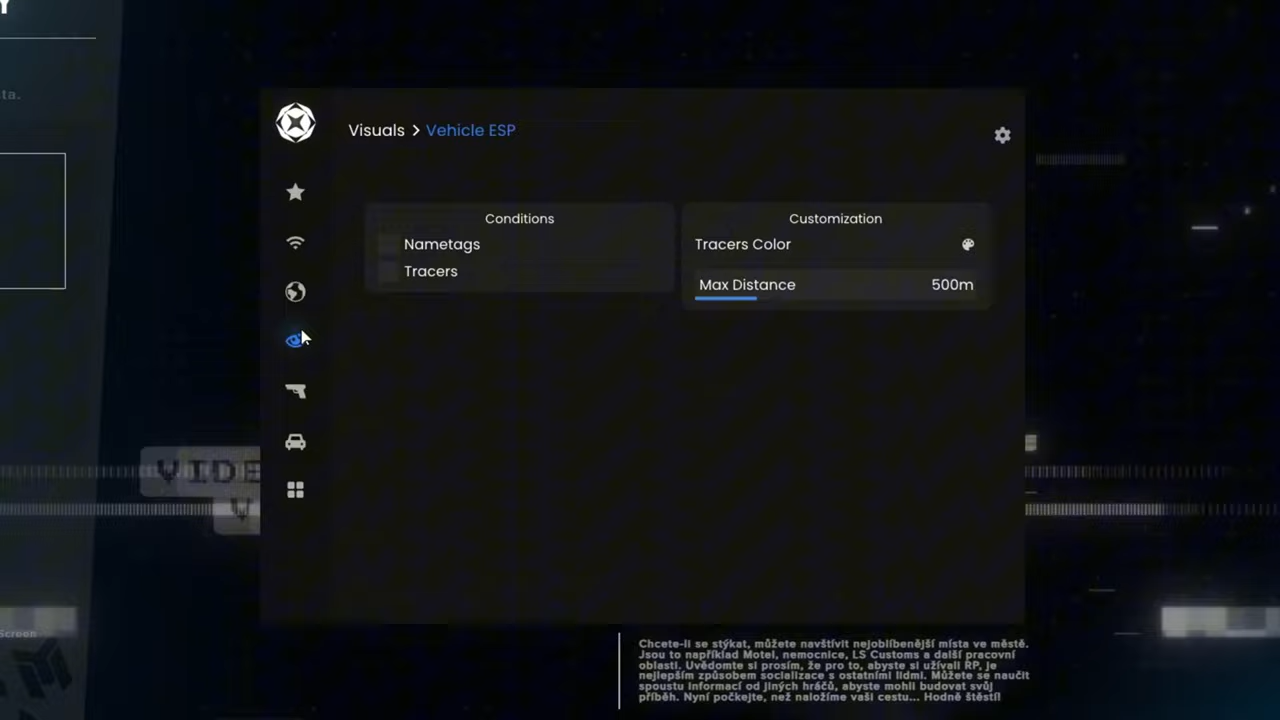 Y
ta.
Visuals > Vehicle ESP
Conditions
Nametags
Tracers
Customization
Tracers Color
Max Distance 500m
VIDE
V
Screen
Chcete-li se stýkat, můžete navštívit nejoblíbenější místa ve městě.
Jsou to například Motel, nemocnice, LS Customs a další pracovní
oblasti. Uvědomte si prosím, že pro to, abyste si užívali RP, je
nejlepším způsobem socializace s ostatními lidmi. Můžete se naučit
spoustu informací od jiných hráčů, abyste mohli budovat svůj
příběh. Nyní počkejte, než naložíme vaši cestu... Hodně štěstí!